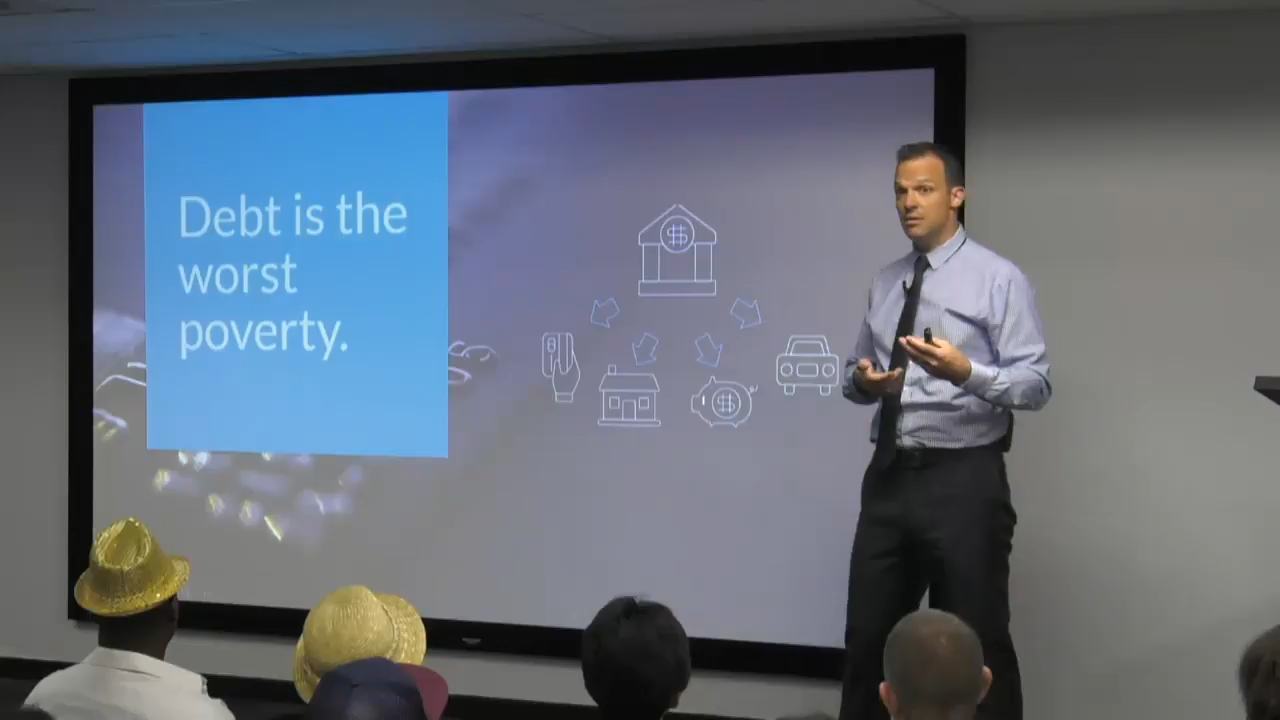 Debt is the
worst
poverty.
$
$